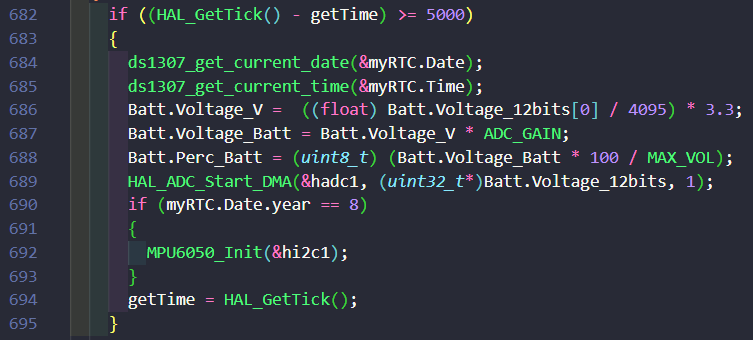 682 if ((HAL_GetTick() - getTime) >= 5000)
683 {
684 ds1307_get_current_date(&myRTC.Date);
685 ds1307_get_current_time(&myRTC.Time);
686 Batt.Voltage_V =  ((float) Batt.Voltage_12bits[0] / 4095) * 3.3;
687 Batt.Voltage_Batt = Batt.Voltage_V * ADC_GAIN;
688 Batt.Perc_Batt = (uint8_t) (Batt.Voltage_Batt * 100 / MAX_VOL);
689 HAL_ADC_Start_DMA(&hadc1, (uint32_t*)Batt.Voltage_12bits, 1);
690 if (myRTC.Date.year == 8)
691 {
692 MPU6050_Init(&hi2c1);
693 }
694 getTime = HAL_GetTick();
695 }